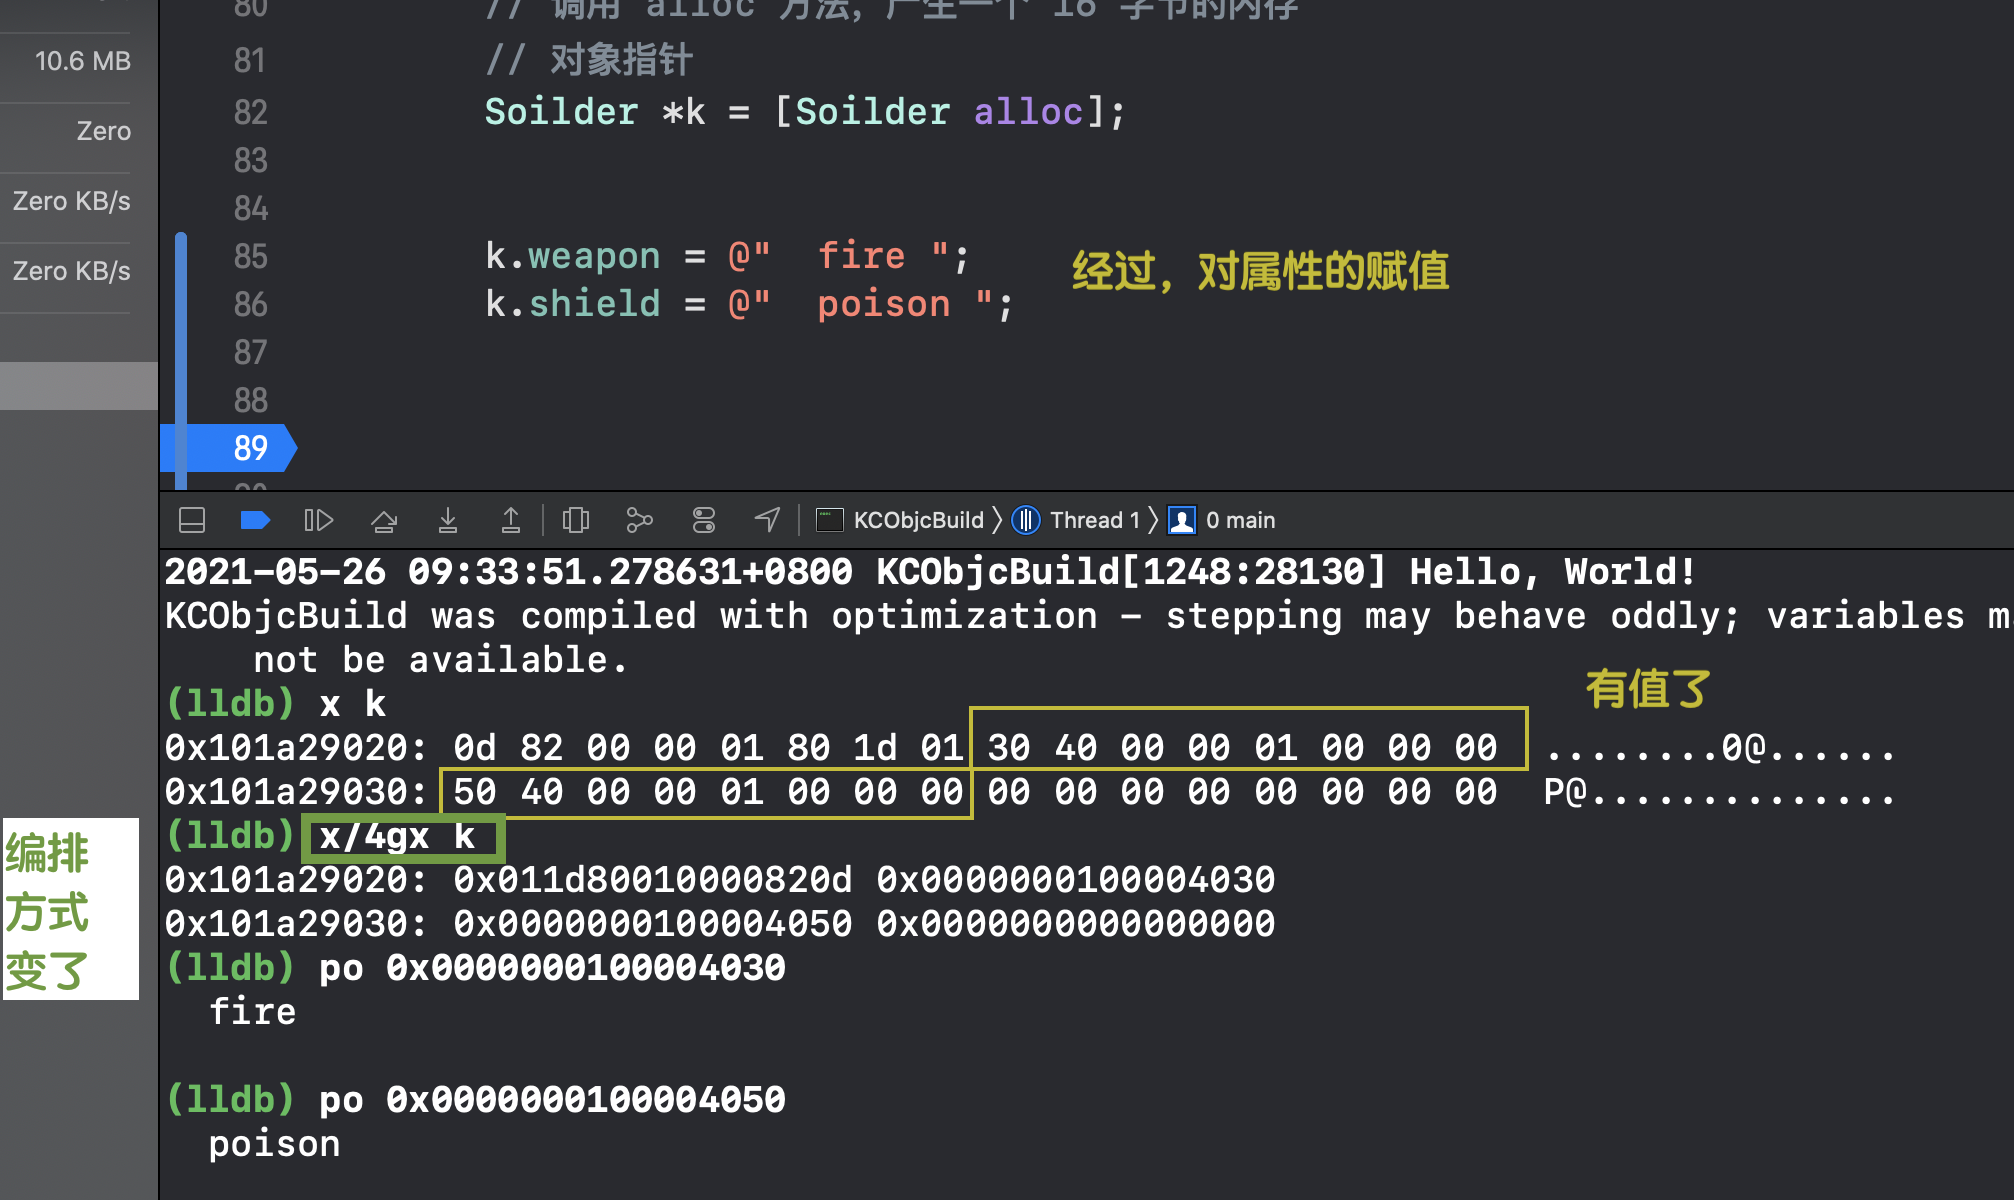 10.6 MB
Zero
Zero KB/s
Zero KB/s
80 // 调用 alloc 方法，产生一个 16 字节的内存
81 // 对象指针
82 Soilder *k = [Soilder alloc];
83
84
85 k.weapon = @"  fire ";
86 k.shield = @"  poison ";
经过，对属性的赋值
87
88
89
90
KCObjcBuild 〉 Thread 1 〉 0 main
2021-05-26 09:33:51.278631+0800 KCObjcBuild[1248:28130] Hello, World!
KCObjcBuild was compiled with optimization – stepping may behave oddly; variables m
not be available.
有值了
(lldb) x k
0x101a29020: 0d 82 00 00 01 80 1d 01 30 40 00 00 01 00 00 00 ........0@......
0x101a29030: 50 40 00 00 01 00 00 00 00 00 00 00 00 00 00 00 P@..............
(lldb) x/4gx k
0x101a29020: 0x011d80010000820d 0x0000000100004030
0x101a29030: 0x0000000100004050 0x0000000000000000
(lldb) po 0x0000000100004030
fire
(lldb) po 0x0000000100004050
poison
编排
方式
变了